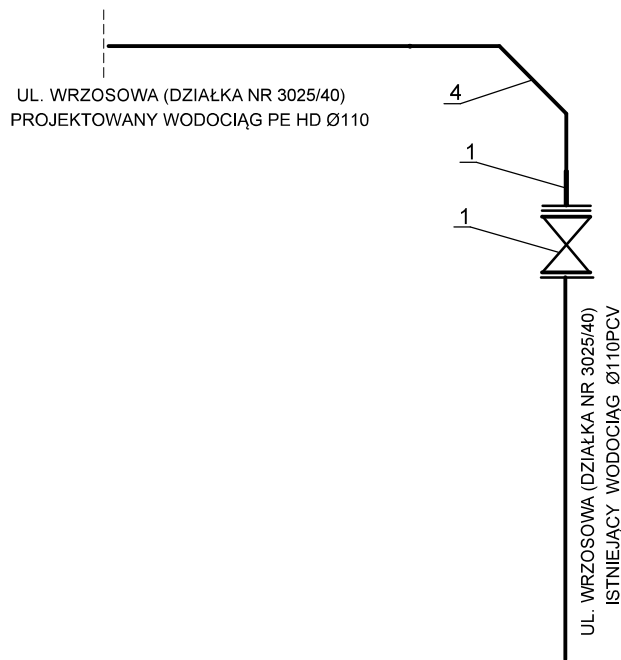 UL. WRZOSOWA (DZIAŁKA NR 3025/40)
PROJEKTOWANY WODOCIĄG PE HD Ø110
4
1
1
UL. WRZOSOWA (DZIAŁKA NR 3025/40)
ISTNIEJĄCY WODOCIĄG Ø110PCV